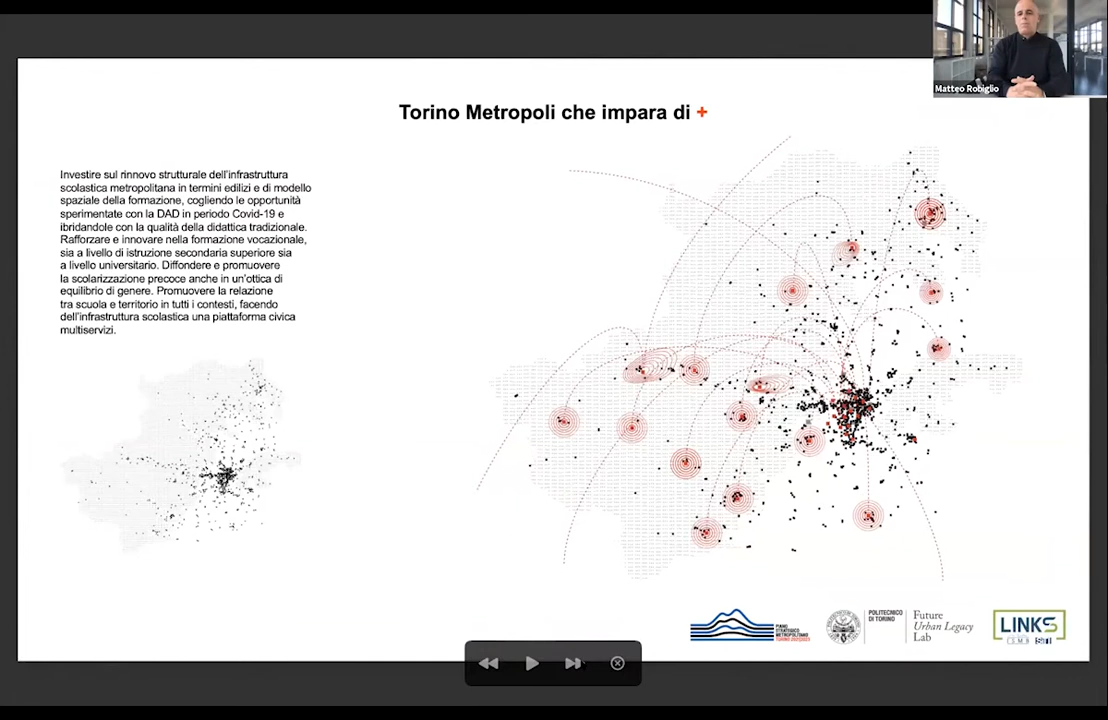 Matteo Robiglio
Torino Metropoli che impara di +
Investire sul rinnovo strutturale dell'infrastruttura
scolastica metropolitana in termini edilizi e di modello
spaziale della formazione, cogliendo le opportunità
sperimentate con la DAD in periodo Covid-19 e
ibridandole con la qualità della didattica tradizionale.
Rafforzare e innovare nella formazione vocazionale,
sia a livello di istruzione secondaria superiore sia
a livello universitario. Diffondere e promuovere
la scolarizzazione precoce anche in un'ottica di
equilibrio di genere. Promuovere la relazione
tra scuola e territorio in tutti i contesti, facendo
dell'infrastruttura scolastica una piattaforma civica
multiservizi.
PIANO
STRATEGICO
METROPOLITANO
POLITECNICO
DI TORINO
Future
Urban Legacy
Lab
LINKS